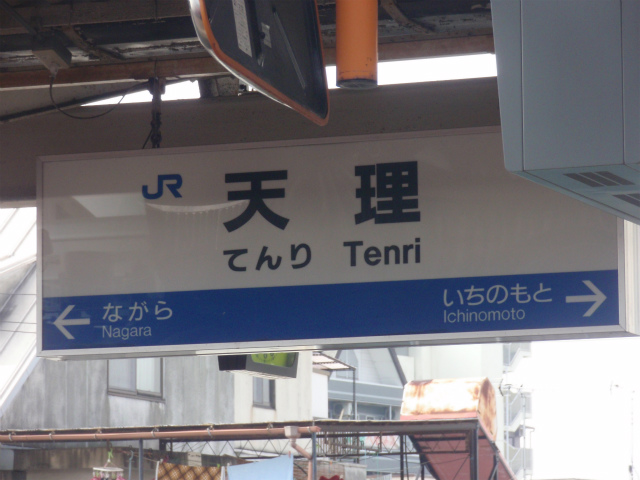 JR 天理
てんり Tenri
← ながら いちのもと →
Nagara Ichinomoto